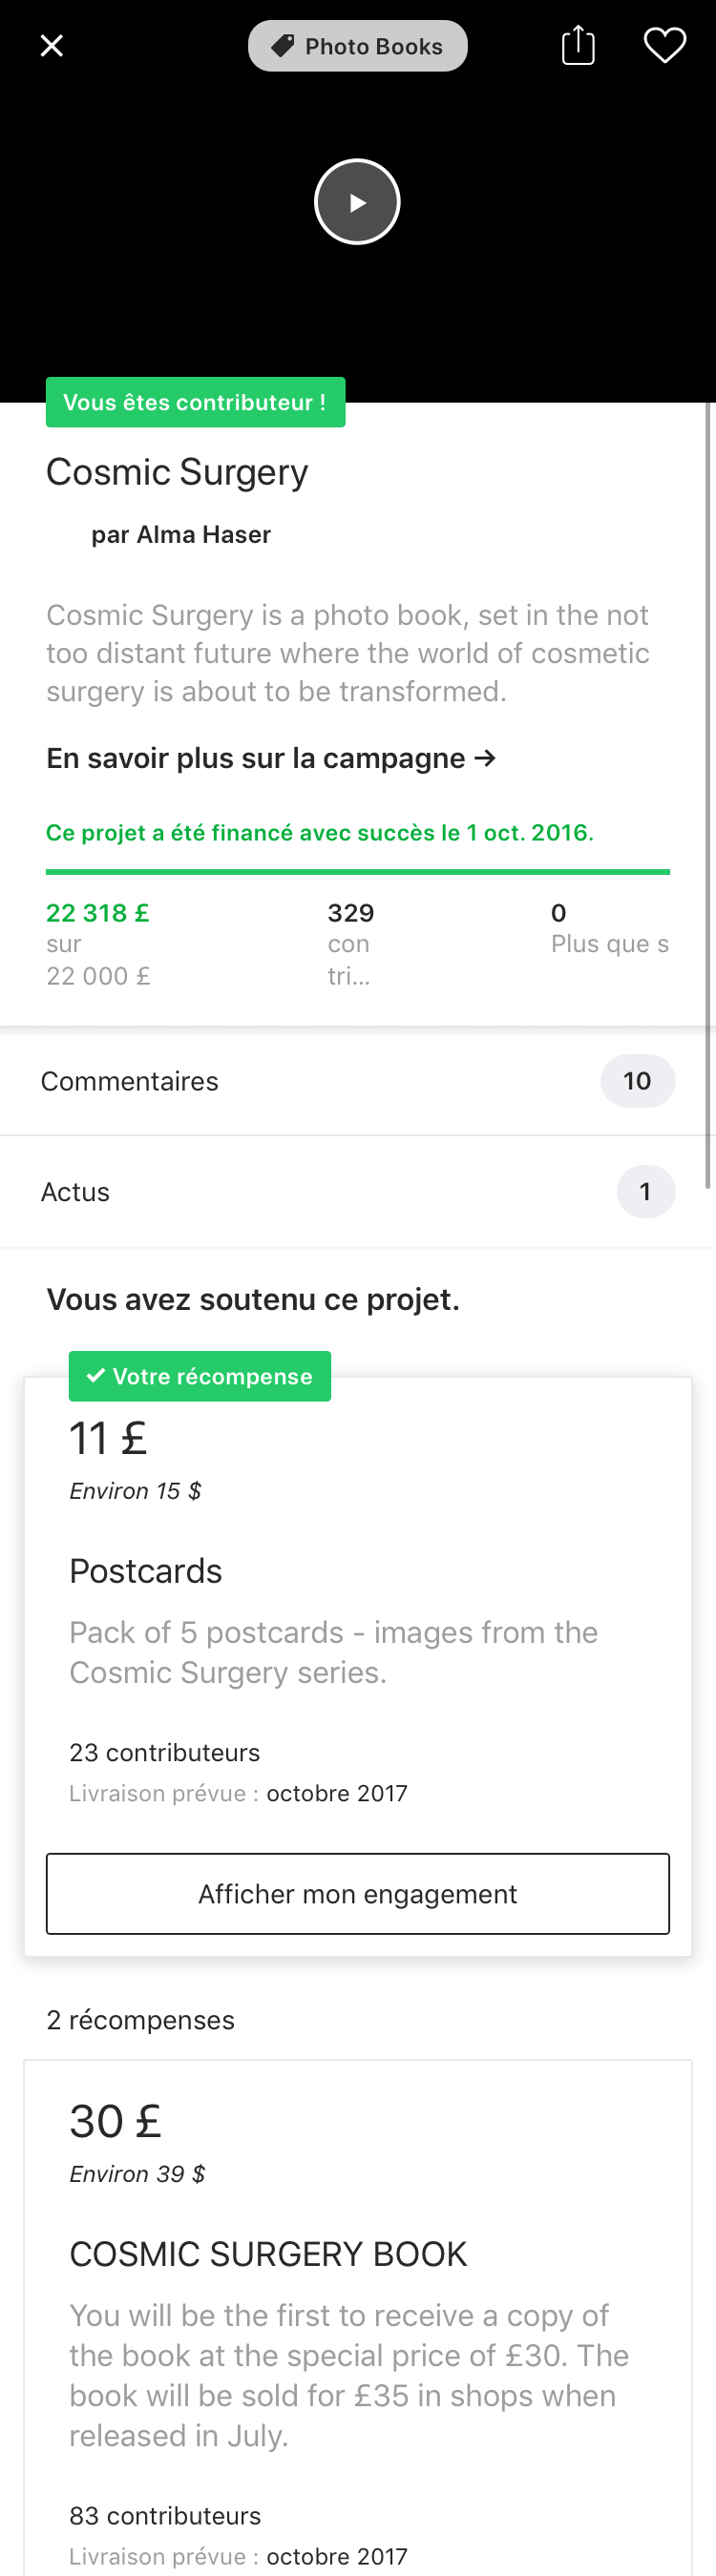 Photo Books
Vous êtes contributeur !
Cosmic Surgery
par Alma Haser
Cosmic Surgery is a photo book, set in the not
too distant future where the world of cosmetic
surgery is about to be transformed.
En savoir plus sur la campagne →
Ce projet a été financé avec succès le 1 oct. 2016.
22 318 £
sur
22 000 £
329
con
tri…
0
Plus que s
Commentaires
10
Actus
1
Vous avez soutenu ce projet.
✓ Votre récompense
11 £
Environ 15 $
Postcards
Pack of 5 postcards - images from the
Cosmic Surgery series.
23 contributeurs
Livraison prévue : octobre 2017
Afficher mon engagement
2 récompenses
30 £
Environ 39 $
COSMIC SURGERY BOOK
You will be the first to receive a copy of
the book at the special price of £30. The
book will be sold for £35 in shops when
released in July.
83 contributeurs
Livraison prévue : octobre 2017